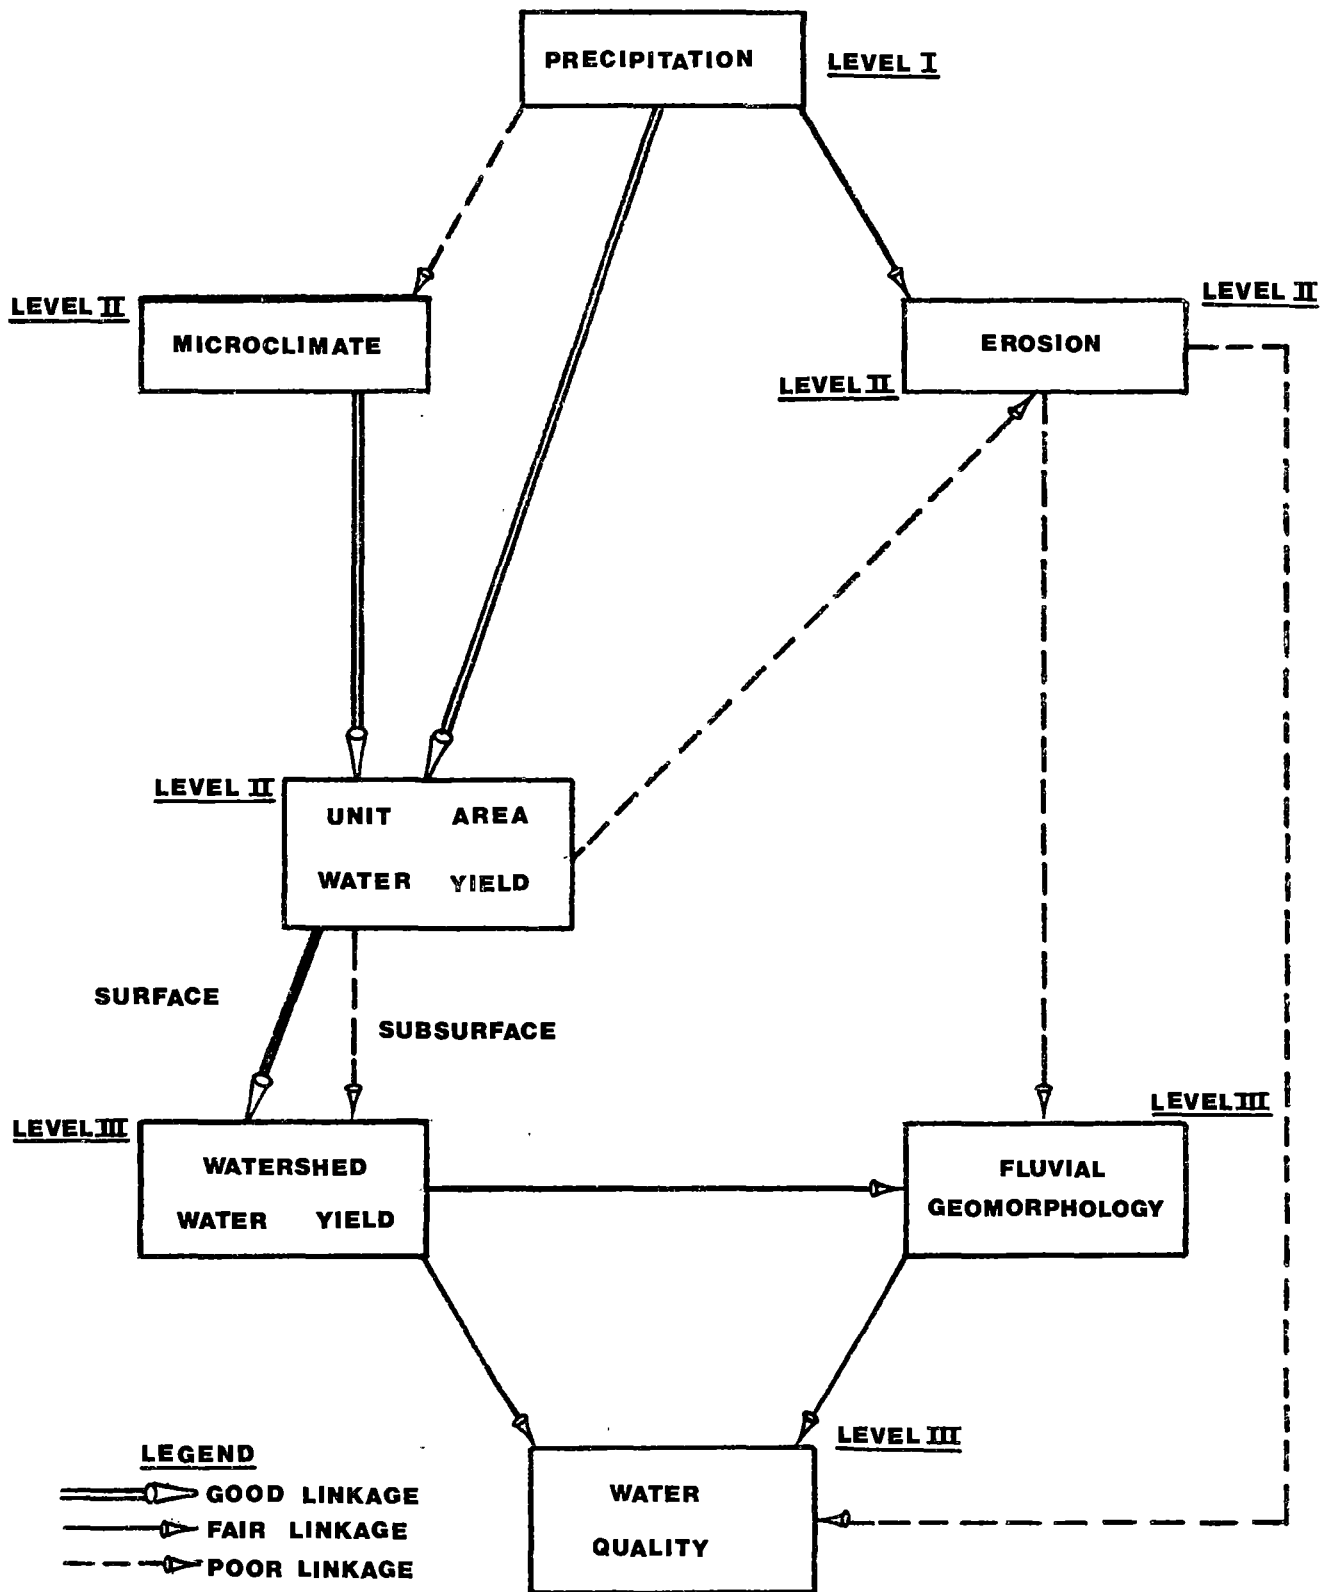 PRECIPITATION
LEVEL I
LEVEL II
MICROCLIMATE
LEVEL II
EROSION
LEVEL II
LEVEL II
UNIT AREA
WATER YIELD
SURFACE
SUBSURFACE
LEVEL III
WATERSHED
WATER YIELD
LEVEL III
FLUVIAL
GEOMORPHOLOGY
LEVEL III
WATER
QUALITY
LEGEND
GOOD LINKAGE
FAIR LINKAGE
POOR LINKAGE